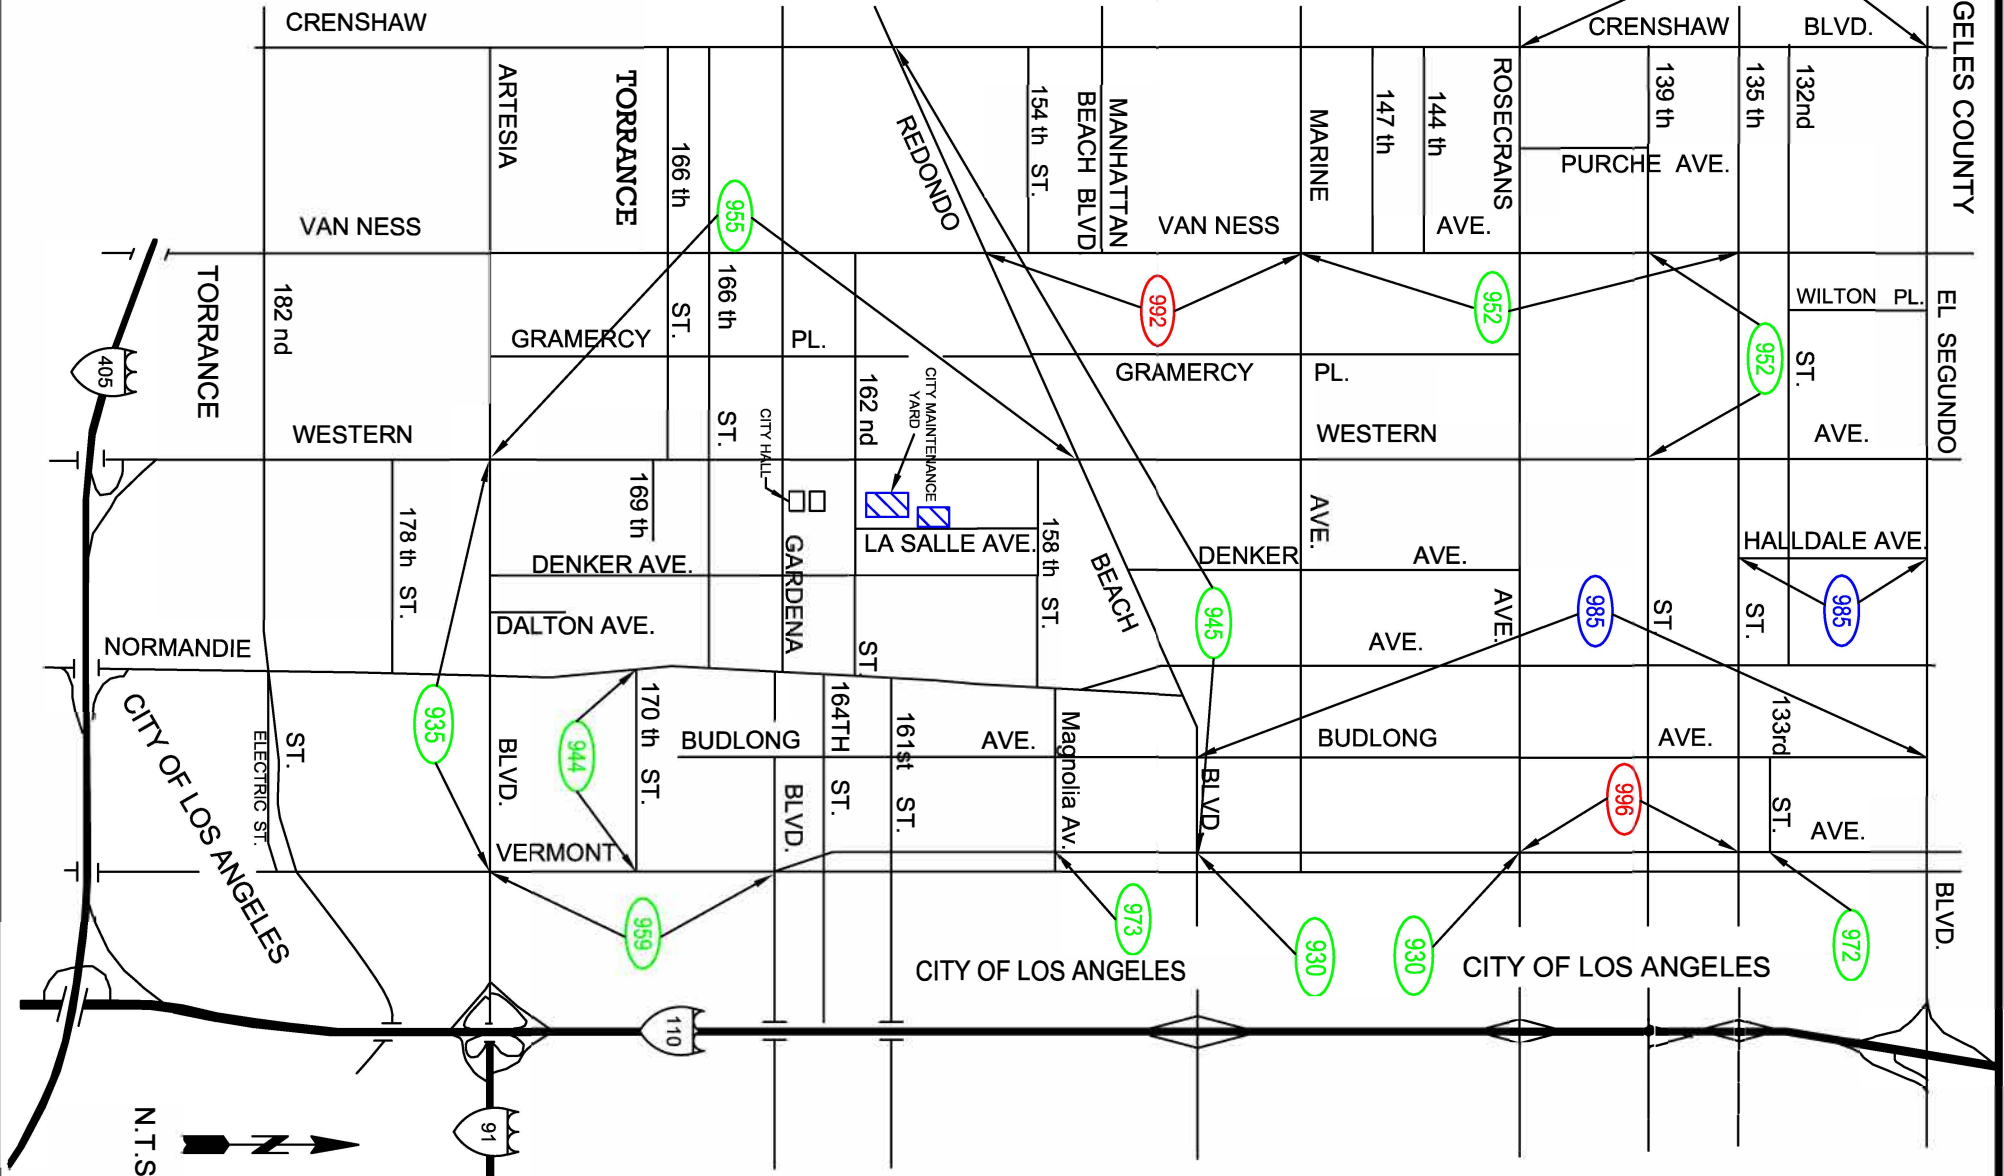 CRENSHAW
CRENSHAW
BLVD.
GELES COUNTY
ARTESIA
TORRANCE
166 th
REDONDO
154 th ST.
MANHATTAN
BEACH BLVD
MARINE
147 th
144 th
ROSECRANS
139 th
135 th
132nd
PURCHE AVE.
955
VAN NESS
VAN NESS
AVE.
TORRANCE
182 nd
ST.
166 th
ST.
992
952
952
WILTON PL.
EL SEGUNDO
GRAMERCY
PL.
GRAMERCY
PL.
ST.
405
162 nd
CITY MAINTENANCE
YARD
CITY HALL
WESTERN
WESTERN
AVE.
178 th ST.
169 th
DENKER AVE.
GARDENA
LA SALLE AVE.
158 th ST.
BEACH
DENKER
AVE.
AVE.
HALLDALE AVE.
DALTON AVE.
945
AVE.
985
ST.
ST.
985
NORMANDIE
ST.
AVE.
CITY OF LOS ANGELES
935
944
170 th ST.
164TH ST.
161st ST.
Magnolia Av.
133rd ST.
ELECTRIC ST.
ST.
BLVD.
BUDLONG
AVE.
BUDLONG
AVE.
BLVD.
BLVD
996
VERMONT
AVE.
959
973
930
930
972
BLVD.
CITY OF LOS ANGELES
CITY OF LOS ANGELES
110
91
N.T.S
N